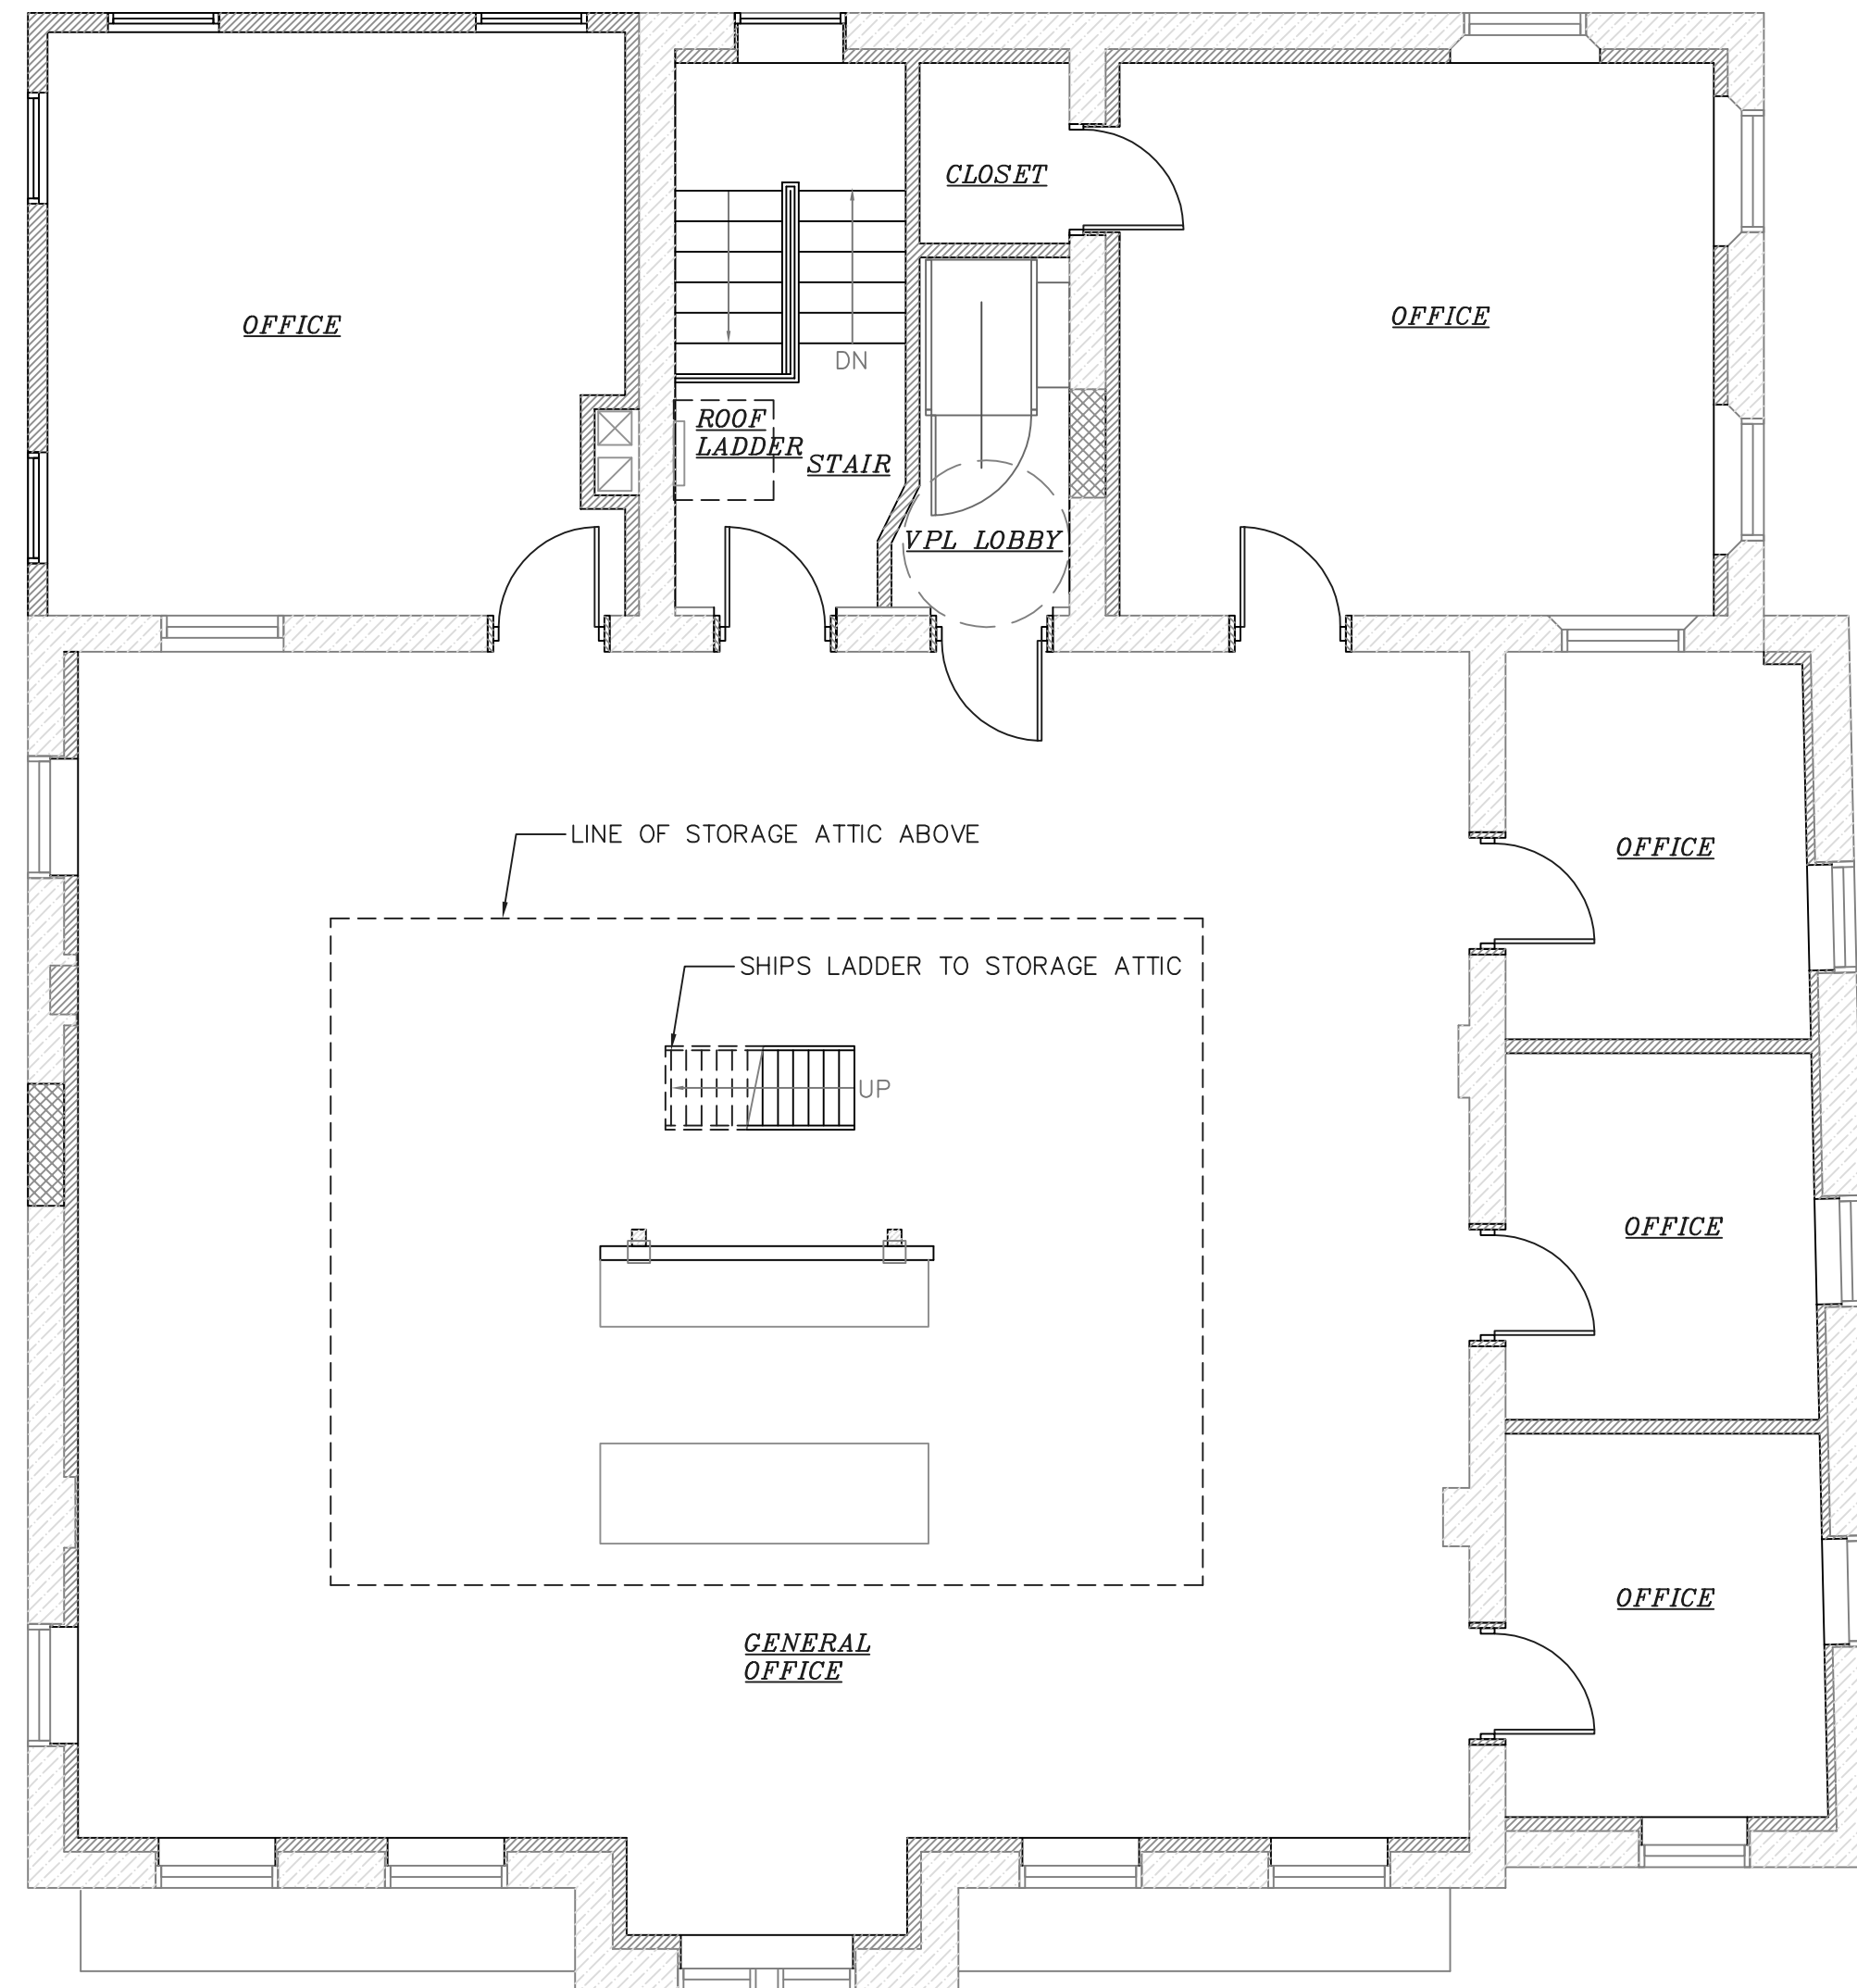 CLOSET
OFFICE
OFFICE
DN
ROOF
LADDER
STAIR
VPL LOBBY
LINE OF STORAGE ATTIC ABOVE
OFFICE
SHIPS LADDER TO STORAGE ATTIC
UP
OFFICE
OFFICE
GENERAL
OFFICE